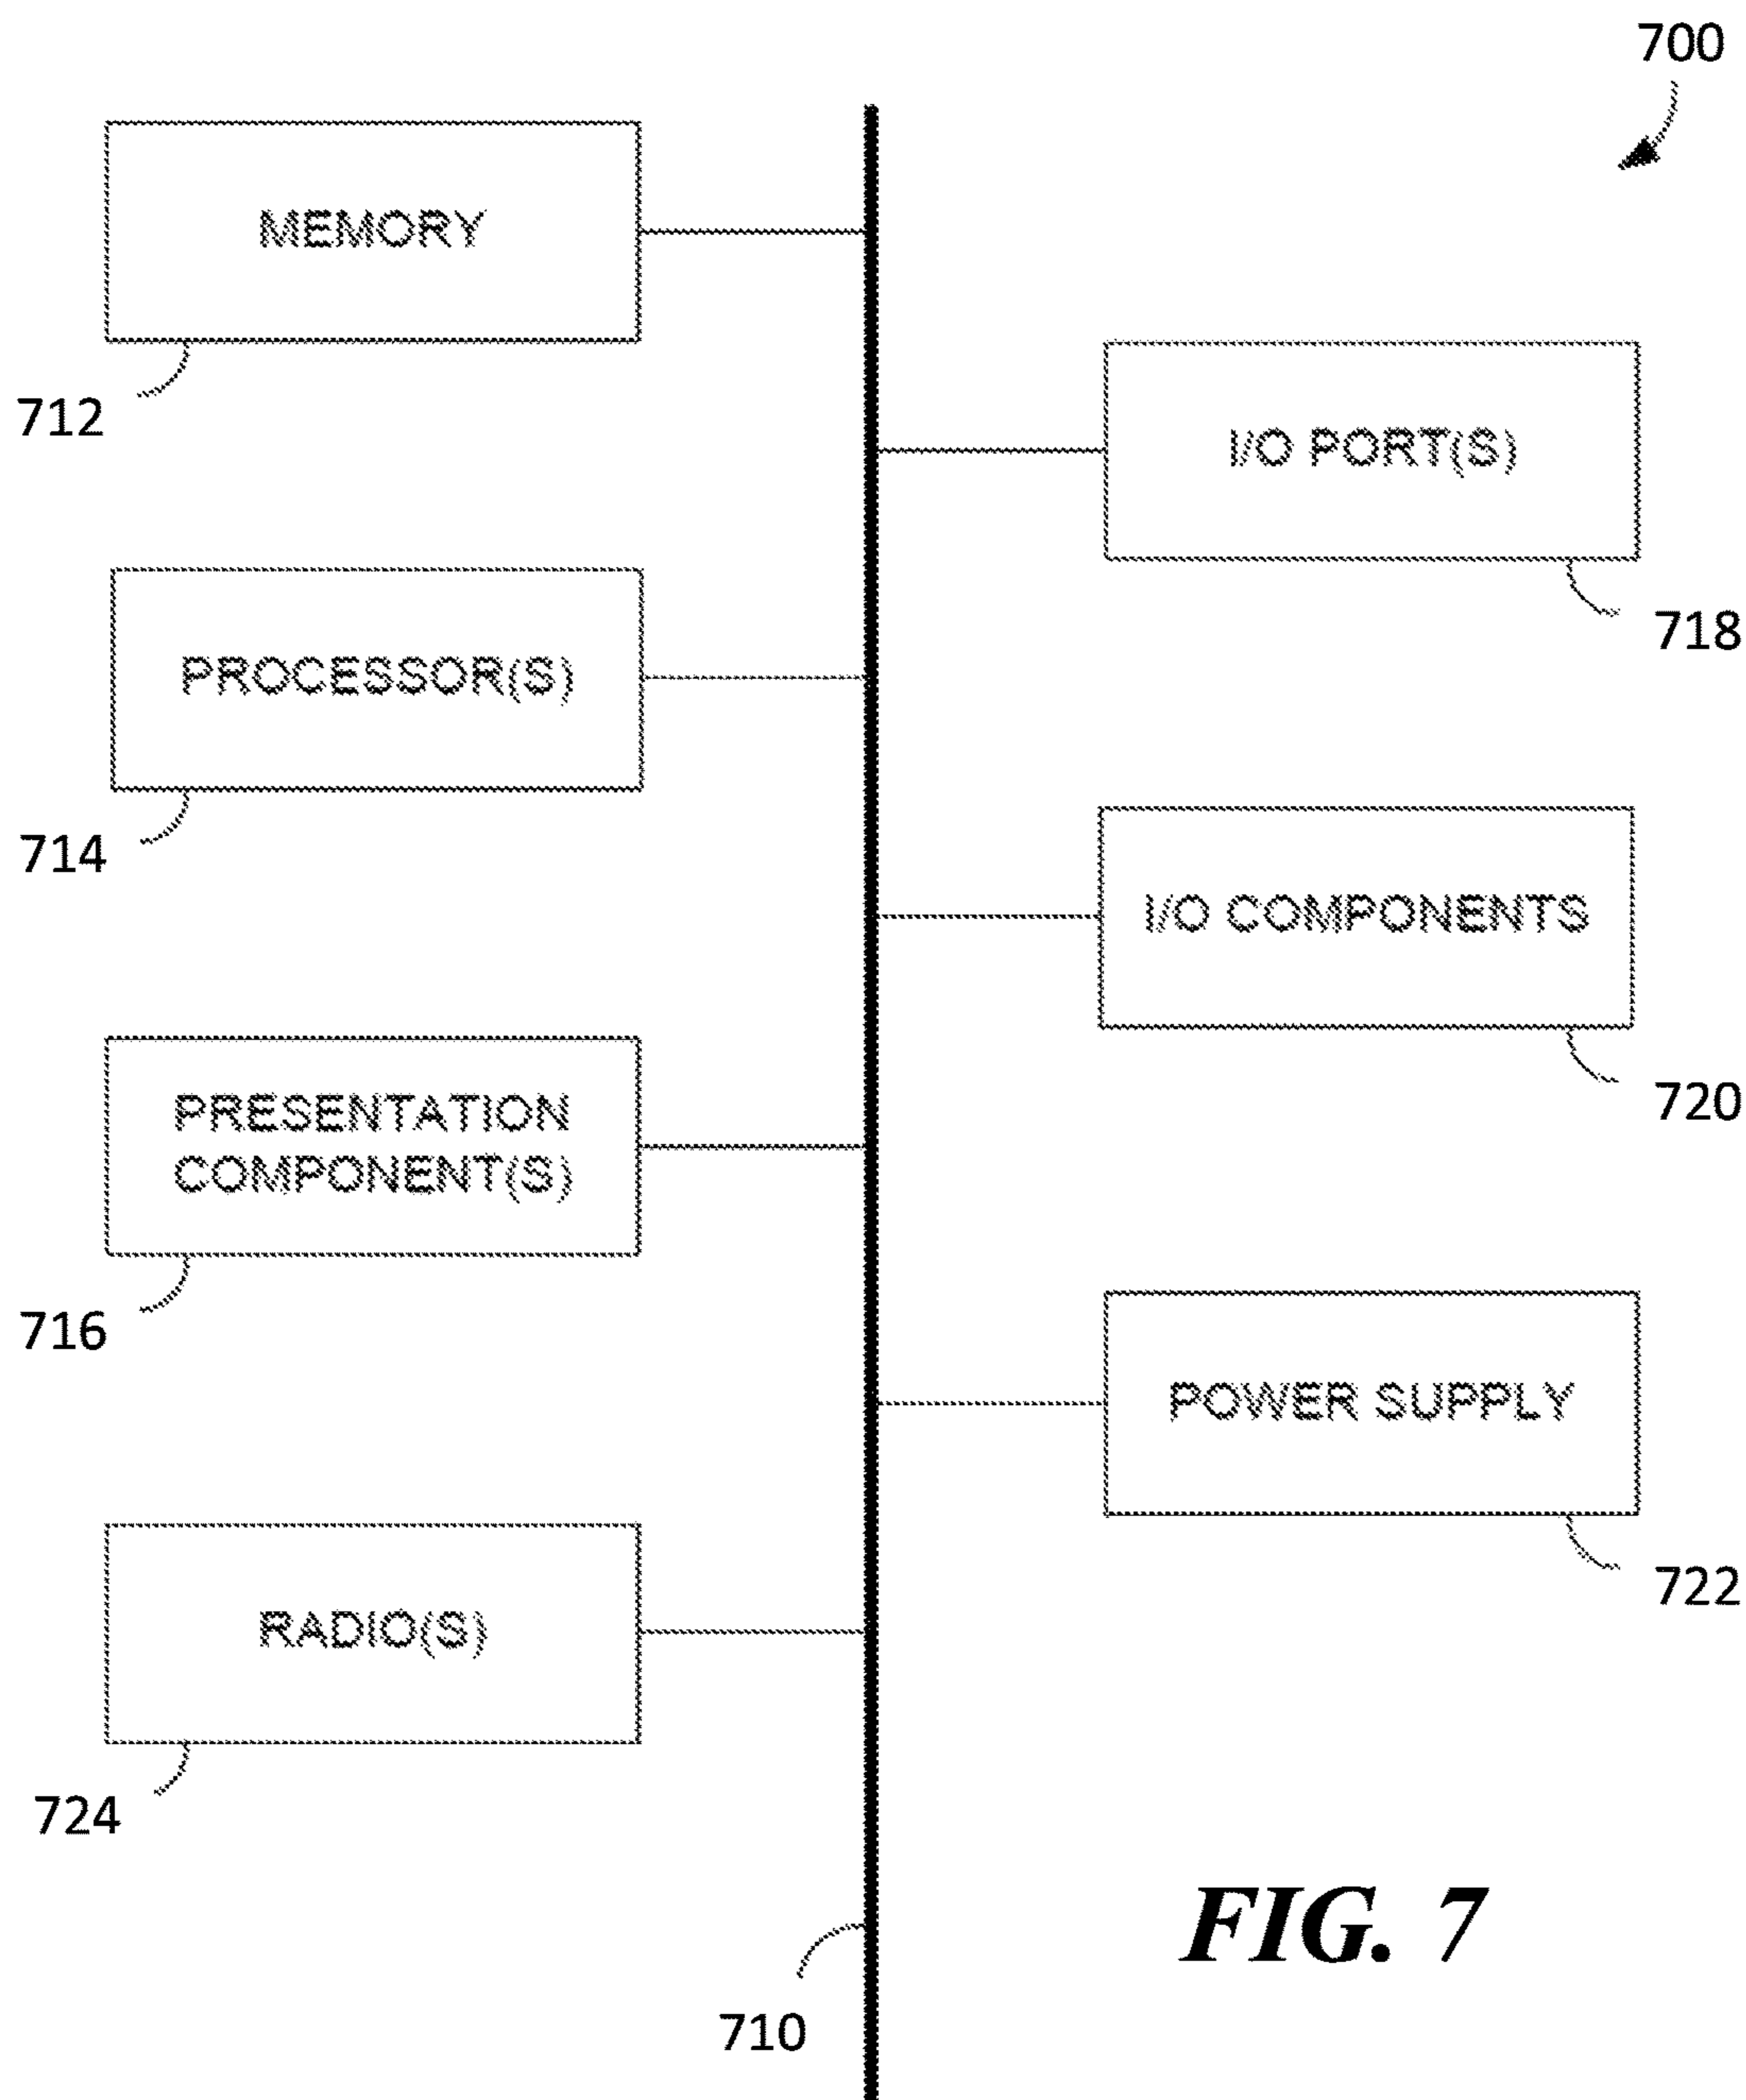 700
MEMORY
712
I/O PORT(S)
718
PROCESSOR(S)
714
I/O COMPONENTS
720
PRESENTATION
COMPONENT(S)
716
POWER SUPPLY
722
RADIO(S)
724
FIG. 7
710